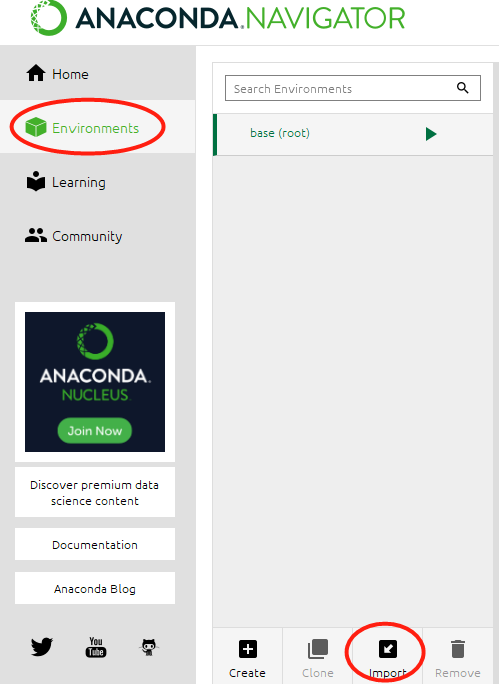 ANACONDA.NAVIGATOR
Home
Environments
Learning
Community
ANACONDA.
NUCLEUS
Join Now
Discover premium data
science content
Documentation
Anaconda Blog
You
Tube
Search Environments
base (root)
Create
Clone
Import
Remove